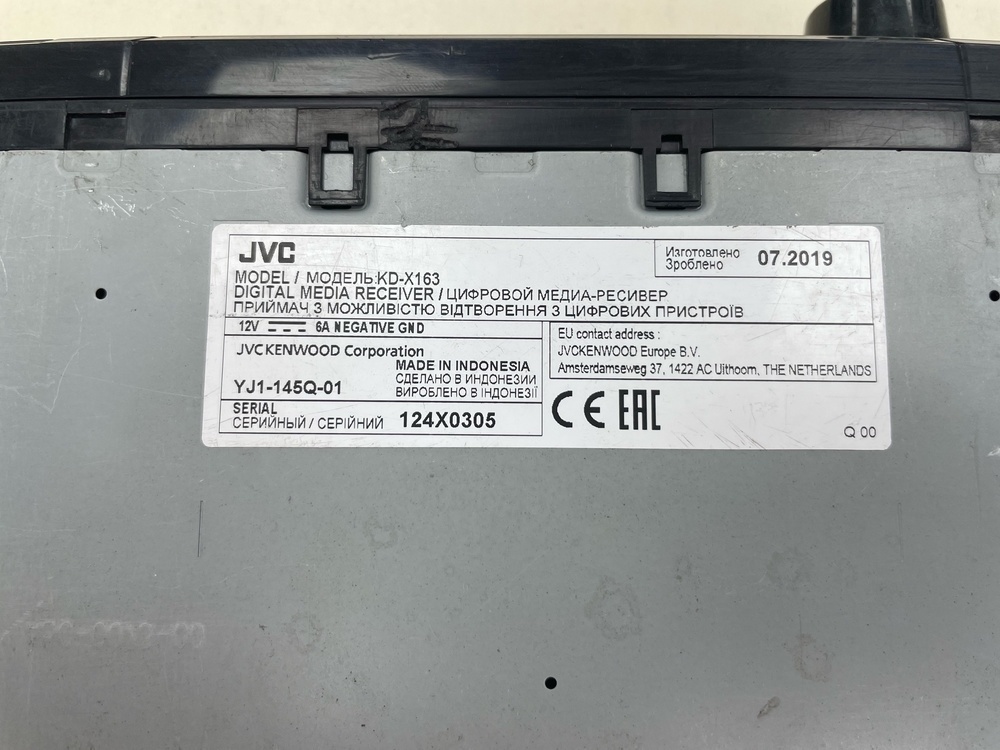 JVC
Изготовлено
Зроблено
07.2019
MODEL / МОДЕЛЬ:KD-X163
DIGITAL MEDIA RECEIVER / ЦИФРОВОЙ МЕДИА-РЕСИВЕР
ПРИЙМАЧ З МОЖЛИВІСТЮ ВІДТВОРЕННЯ З ЦИФРОВИХ ПРИСТРОЇВ
12V 6A NEGATIVE GND
JVCKENWOOD Corporation
MADE IN INDONESIA
СДЕЛАНО В ИНДОНЕЗИИ
YJ1-145Q-01
ВИРОБЛЕНО В ІНДОНЕЗІЇ
SERIAL
СЕРИЙНЫЙ / СЕРІЙНИЙ 124X0305
EU contact address :
JVCKENWOOD Europe B.V.
Amsterdamseweg 37, 1422 AC Uithoorn, THE NETHERLANDS
CE EAC
Q 00